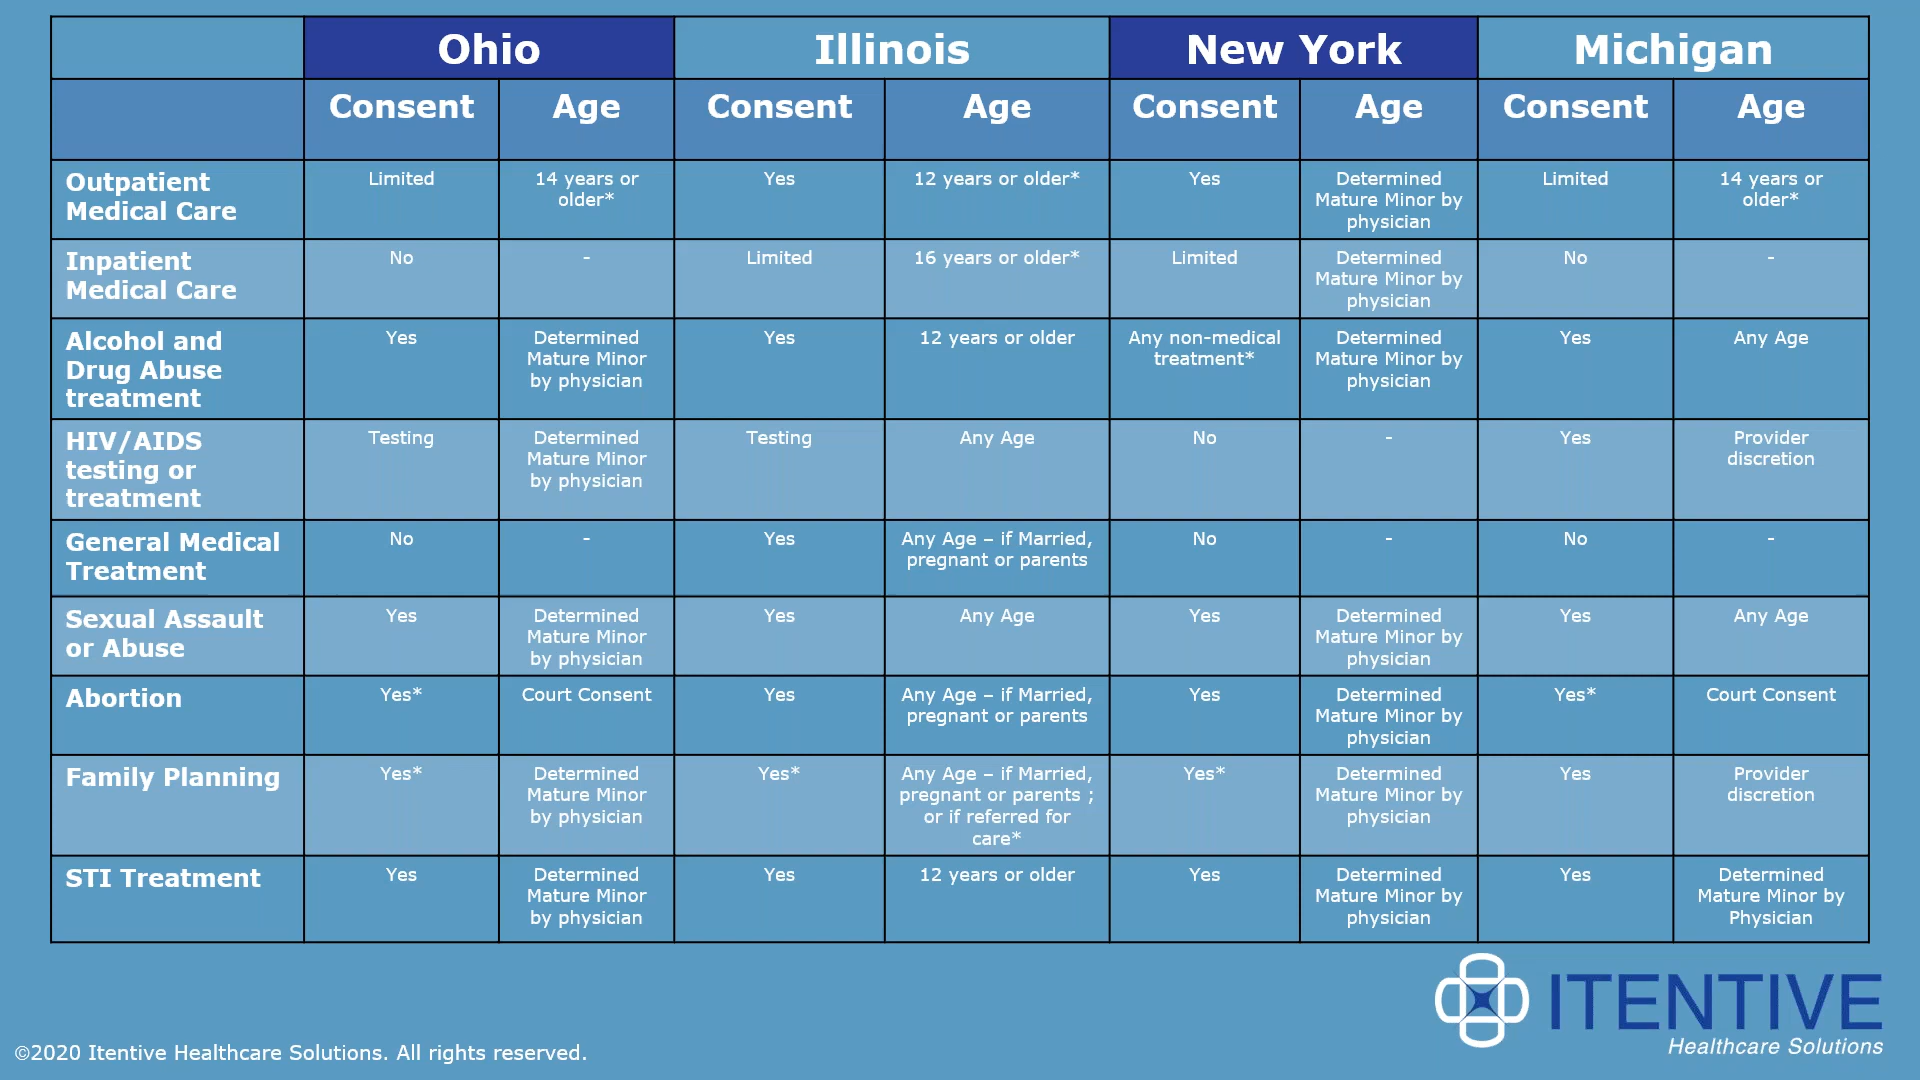 Ohio Illinois New York Michigan
Consent Age Consent Age Consent Age Consent Age
Outpatient
Medical Care
Limited
14 years or
older*
Yes
12 years or older*
Yes
Determined
Mature Minor by
physician
Limited
14 years or
older*
Inpatient
Medical Care
No
-
Limited
16 years or older*
Limited
Determined
Mature Minor by
physician
No
-
Alcohol and
Drug Abuse
treatment
Yes
Determined
Mature Minor
by physician
Yes
12 years or older
Any non-medical
treatment*
Determined
Mature Minor by
physician
Yes
Any Age
HIV/AIDS
testing or
treatment
Testing
Determined
Mature Minor
by physician
Testing
Any Age
No
-
Yes
Provider
discretion
General Medical
Treatment
No
-
Yes
Any Age – if Married,
pregnant or parents
No
-
No
-
Sexual Assault
or Abuse
Yes
Determined
Mature Minor
by physician
Yes
Any Age
Yes
Determined
Mature Minor by
physician
Yes
Any Age
Abortion
Yes*
Court Consent
Yes
Any Age – if Married,
pregnant or parents
Yes
Determined
Mature Minor by
physician
Yes*
Court Consent
Family Planning
Yes*
Determined
Mature Minor
by physician
Yes*
Any Age – if Married,
pregnant or parents ;
or if referred for
care*
Yes*
Determined
Mature Minor by
physician
Yes
Provider
discretion
STI Treatment
Yes
Determined
Mature Minor
by physician
Yes
12 years or older
Yes
Determined
Mature Minor by
physician
Yes
Determined
Mature Minor by
Physician
ITENTIVE
Healthcare Solutions
©2020 Itentive Healthcare Solutions. All rights reserved.